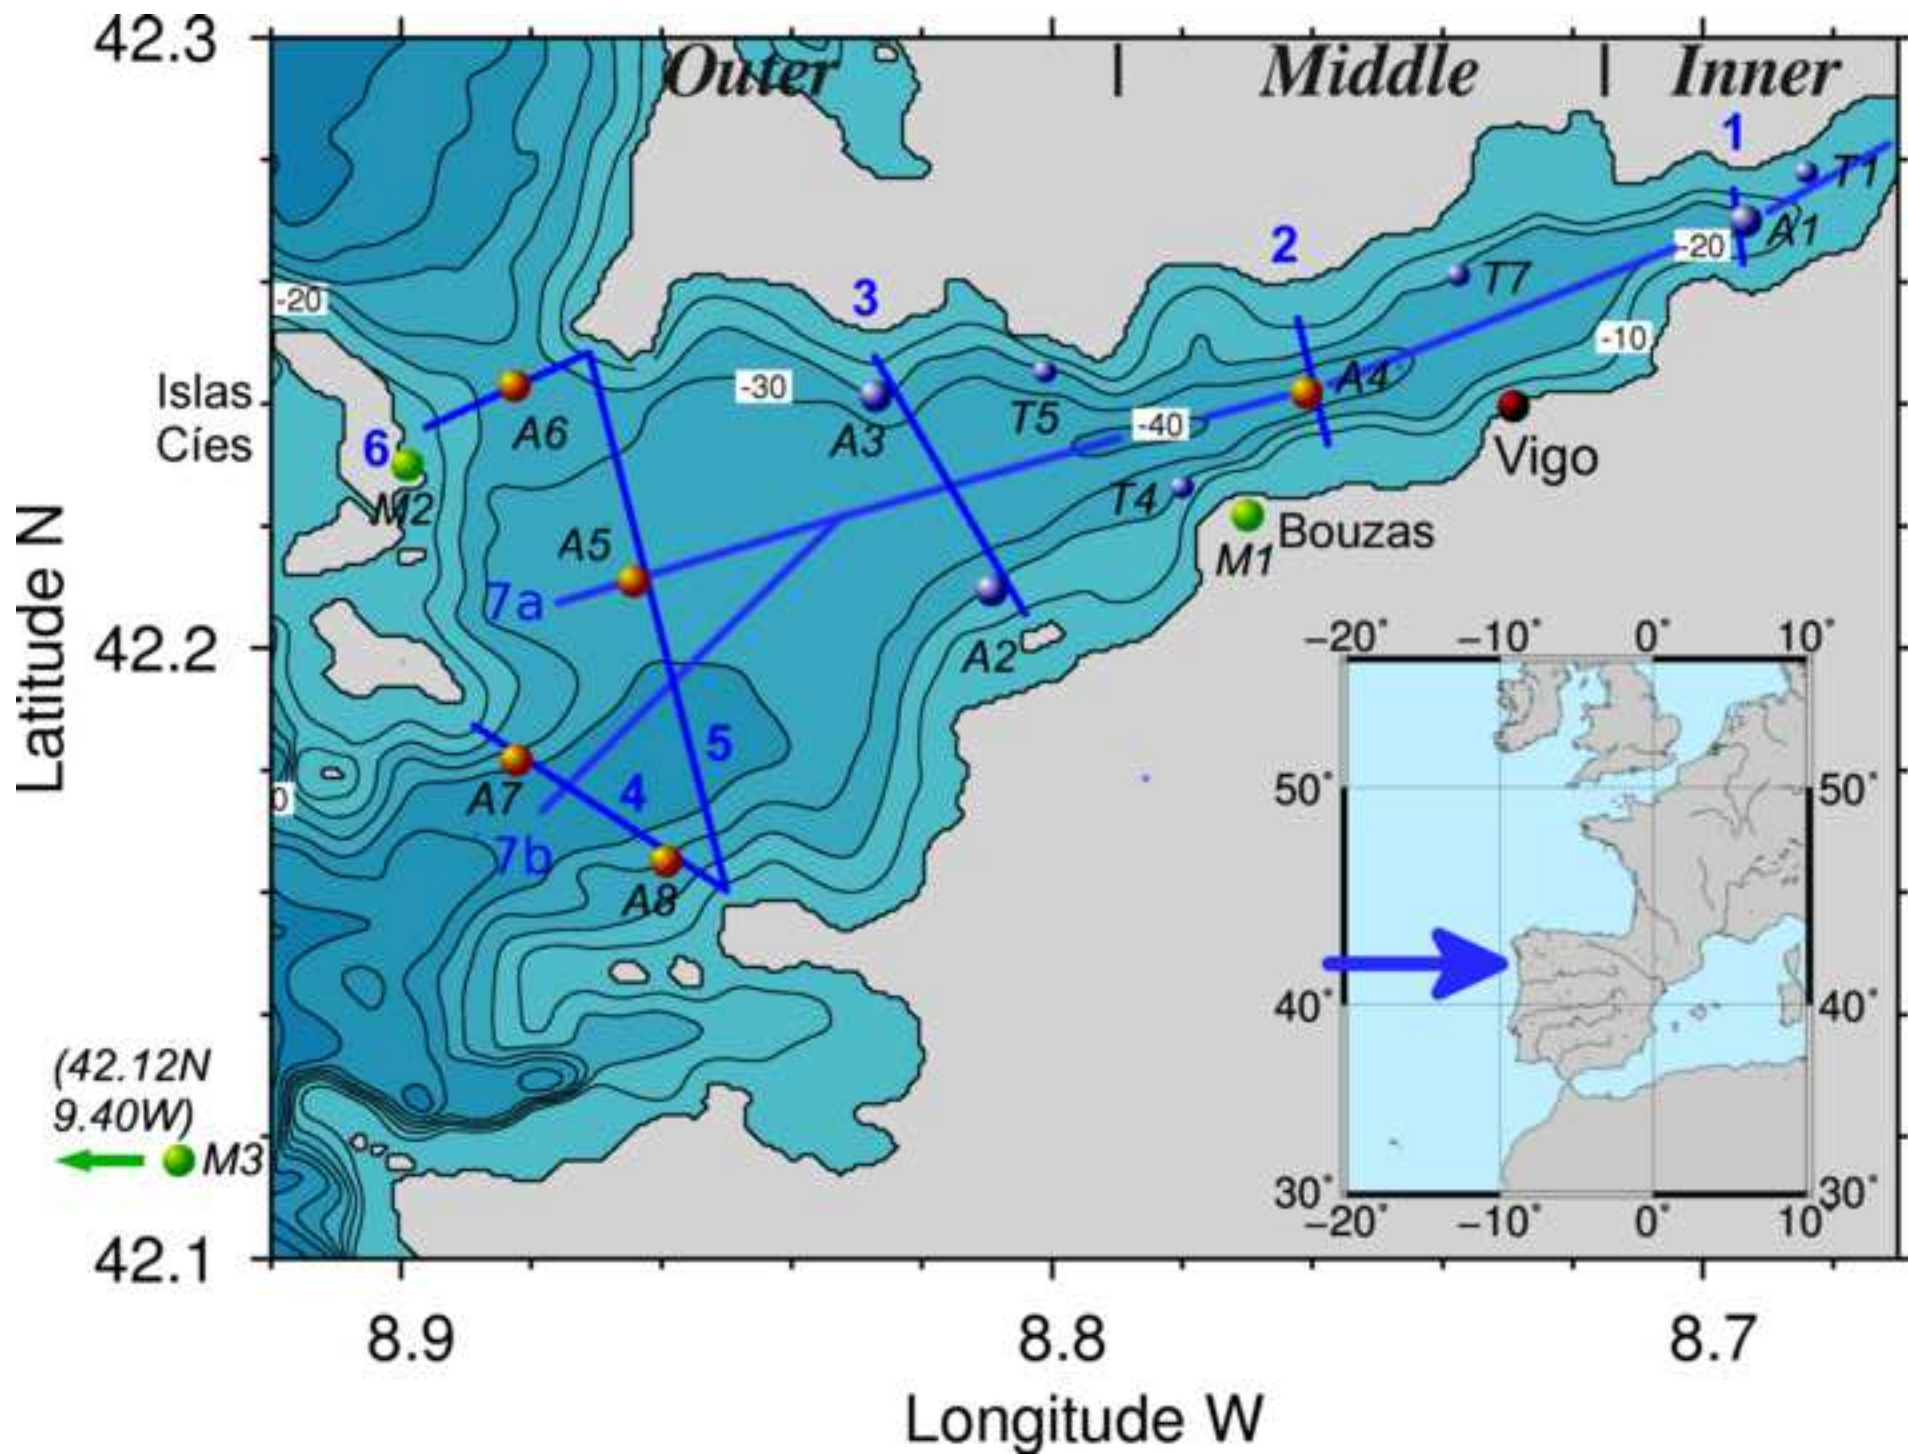 42.3
Outer | Middle | Inner
1
T1
A1
-20
2
T7
-20
3
-10
Islas
Cíes
-30
A4
T5
A6
A3
-40
6
Vigo
M2
T4
A5
Bouzas
M1
7a
42.2
A2
Latitude N
5
4
A7
0
7b
A8
(42.12N
9.40W)
M3
42.1
8.9 8.8 8.7
Longitude W
−20° −10° 0° 10°
50° 50°
40° 40°
30° 30°
−20° −10° 0° 10°